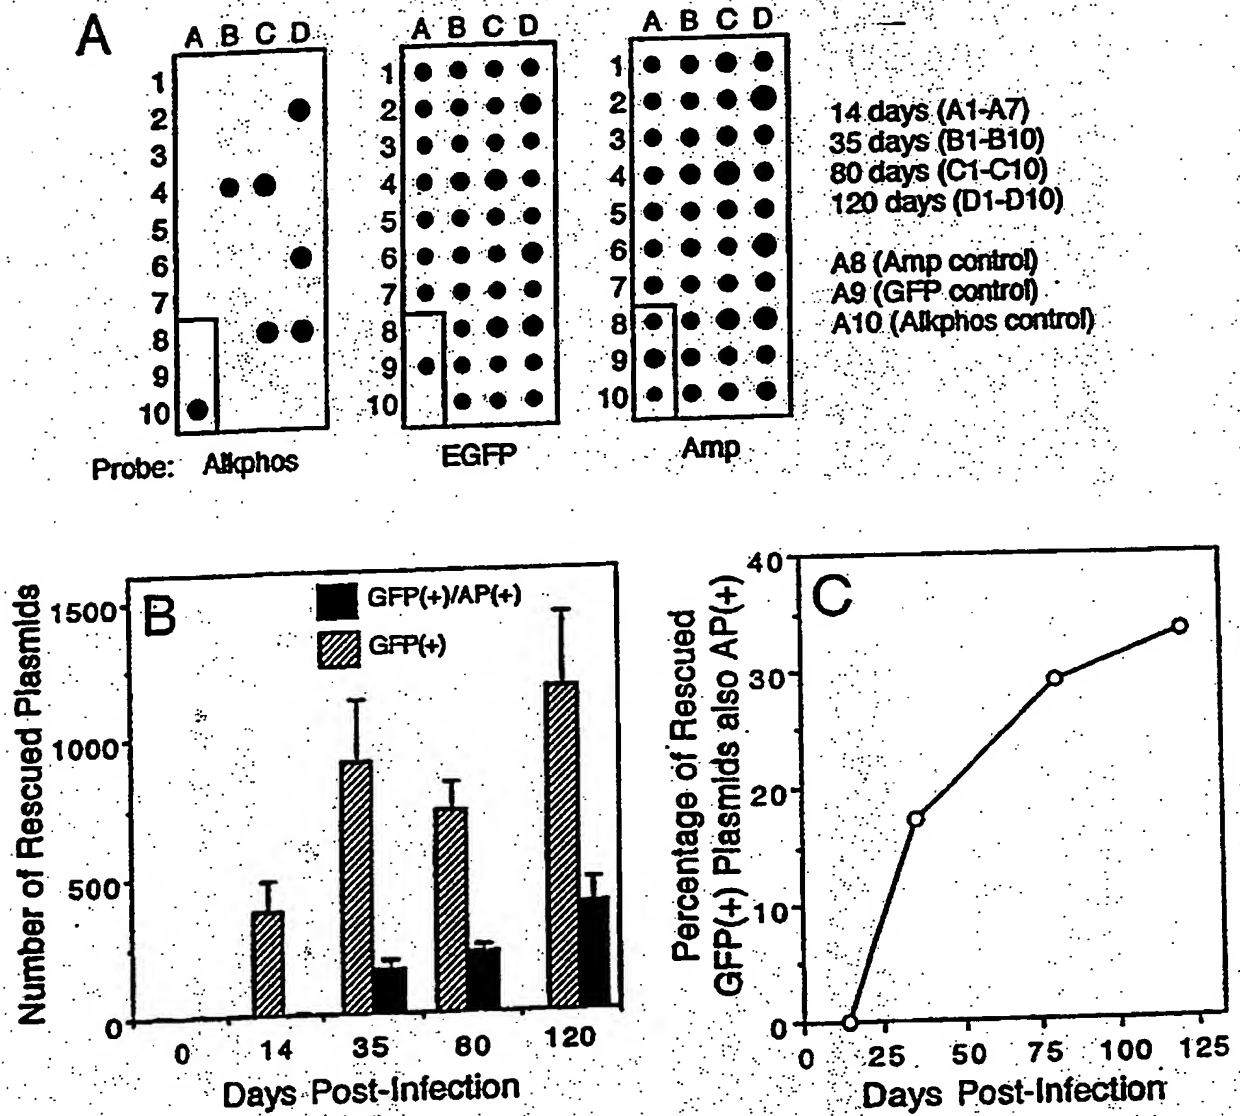 A
A B C D
1
2
3
4
5
6
7
8
9
10
A B C D
1
2
3
4
5
6
7
8
9
10
A B C D
1
2
3
4
5
6
7
8
9
10
14 days (A1-A7)
35 days (B1-B10)
80 days (C1-C10)
120 days (D1-D10)
A8 (Amp control)
A9 (GFP control)
A10 (Alkphos control)
Probe: Alkphos
EGFP
Amp
B
GFP(+)/AP(+)
GFP(+)
Number of Rescued Plasmids
1500
1000
500
0
0 14 35 80 120
Days Post-Infection
C
Percentage of Rescued
GFP(+) Plasmids also AP(+)
40
30
20
10
0
0 25 50 75 100 125
Days Post-Infection